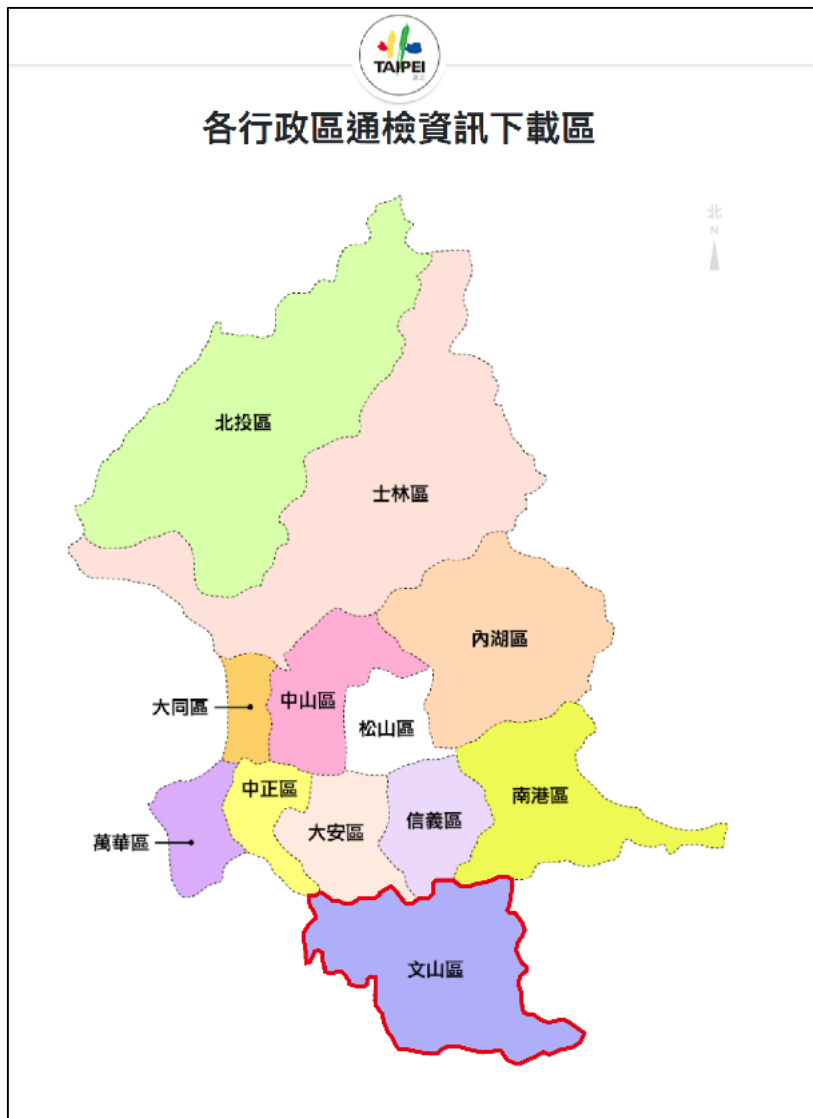 TAIPEI
各行政區通檢資訊下載區
北
N
北投區
士林區
內湖區
大同區
中山區
松山區
中正區
南港區
萬華區
大安區
信義區
文山區